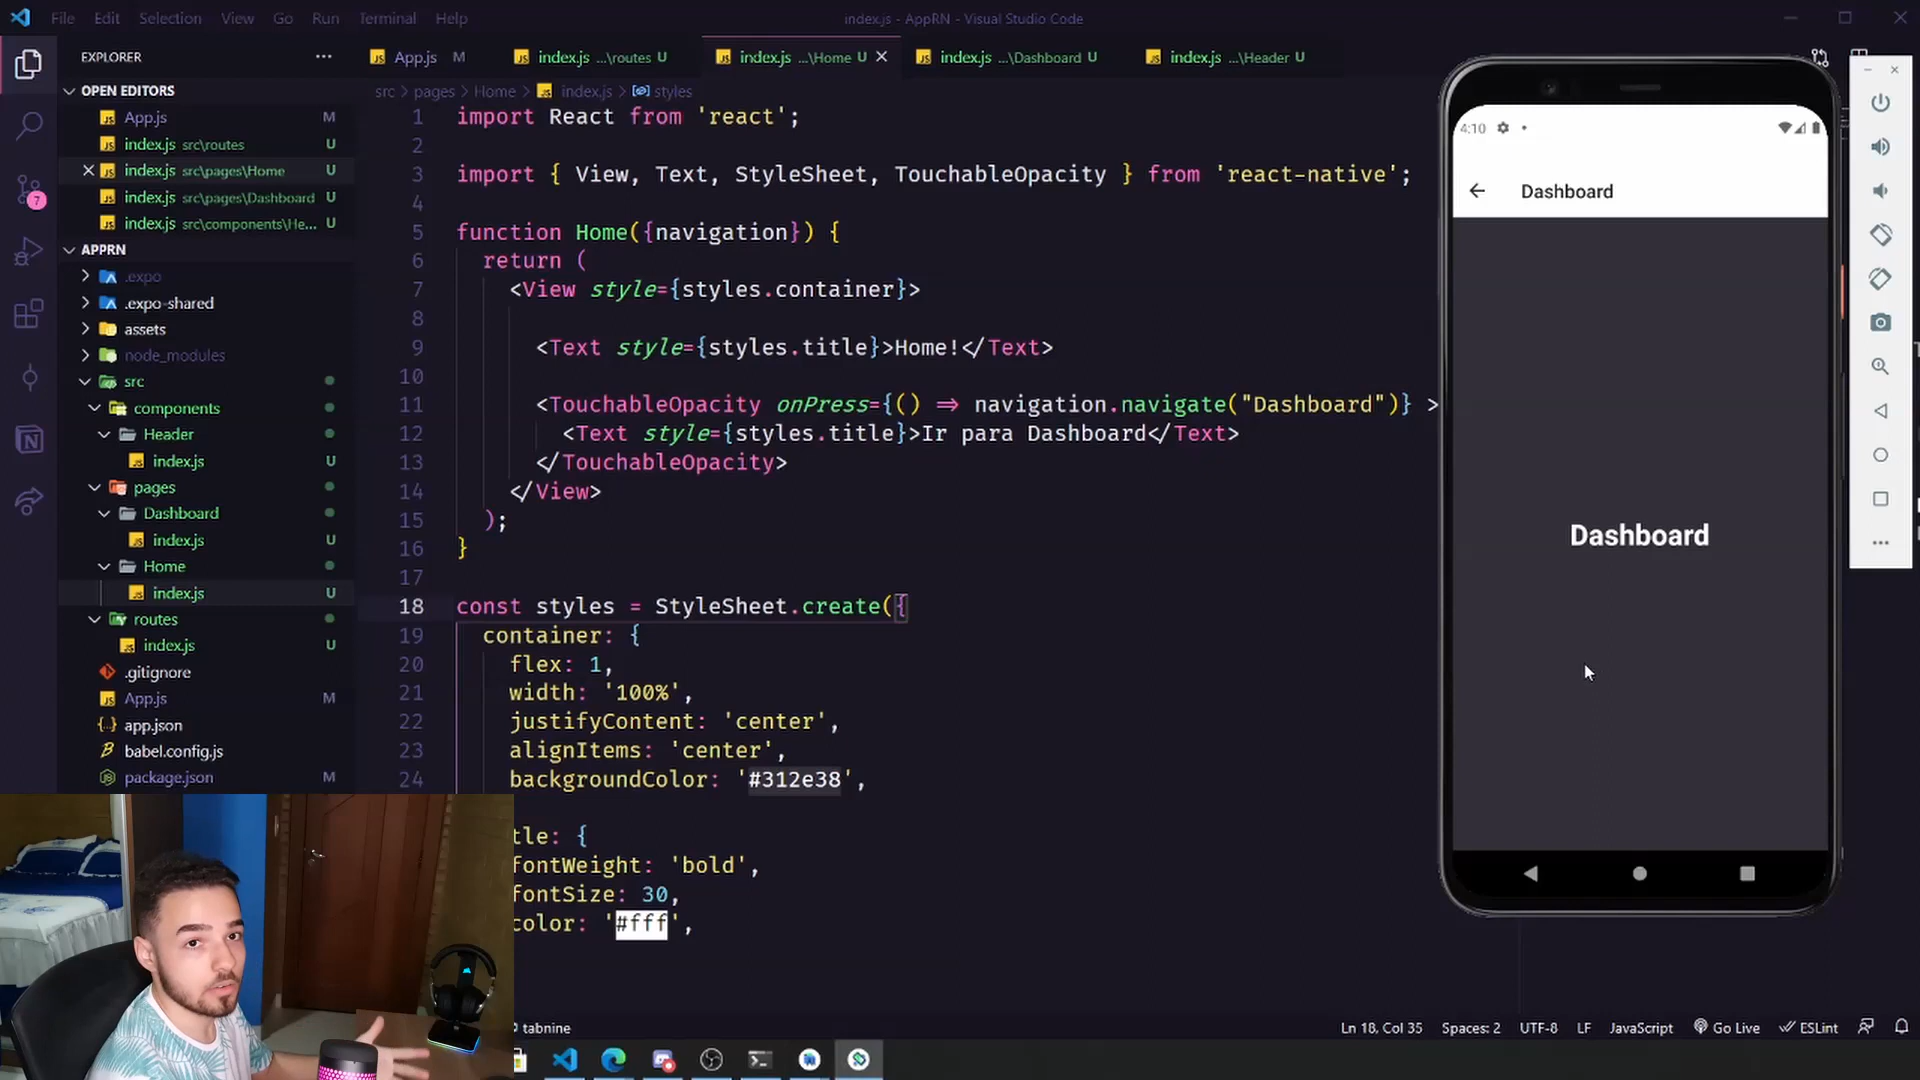 File Edit Selection View Go Run Terminal Help
index.js - AppRN - Visual Studio Code
EXPLORER
App.js M
index.js ...\routes U
index.js ...\Home U
index.js ...\Dashboard U
index.js ...\Header U
OPEN EDITORS
App.js M
index.js src\routes U
index.js src\pages\Home U
index.js src\pages\Dashboard U
index.js src\components\He... U
APPRN
.expo
.expo-shared
assets
node_modules
src
components
Header
index.js U
pages
Dashboard
index.js U
Home
index.js U
routes
index.js U
.gitignore
App.js M
app.json
babel.config.js
package.json M
7
src > pages > Home > index.js > styles
1 import React from 'react';
2
3 import { View, Text, StyleSheet, TouchableOpacity } from 'react-native';
4
5 function Home({navigation}) {
6 return (
7 <View style={styles.container}>
8
9 <Text style={styles.title}>Home!</Text>
10
11 <TouchableOpacity onPress={() => navigation.navigate("Dashboard")} >
12 <Text style={styles.title}>Ir para Dashboard</Text>
13 </TouchableOpacity>
14 </View>
15 );
16 }
17
18 const styles = StyleSheet.create({
19 container: {
20 flex: 1,
21 width: '100%',
22 justifyContent: 'center',
23 alignItems: 'center',
24 backgroundColor: '#312e38',
tle: {
fontWeight: 'bold',
fontSize: 30,
color: '#fff',
4:10
Dashboard
Dashboard
tabnine
Ln 18, Col 35 Spaces: 2 UTF-8 LF JavaScript Go Live ESLint